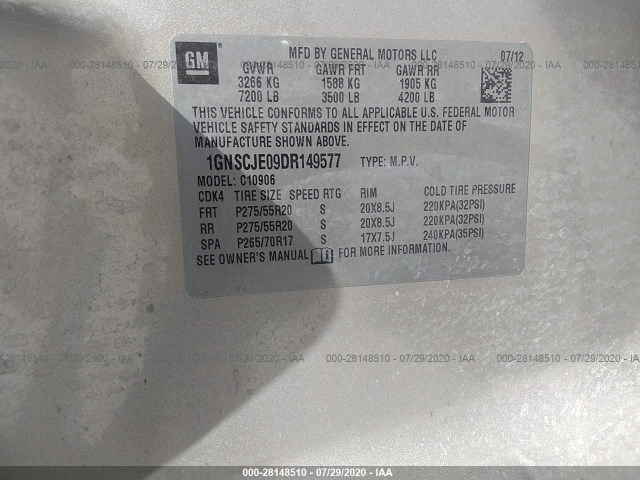 000-28148510 - 07/29/2020 - IAA
GM ®
MFD BY GENERAL MOTORS LLC 07/12
GVWR GAWR FRT GAWR RR
3266 KG 1588 KG 1905 KG
7200 LB 3500 LB 4200 LB
THIS VEHICLE CONFORMS TO ALL APPLICABLE U.S. FEDERAL MOTOR
VEHICLE SAFETY STANDARDS IN EFFECT ON THE DATE OF
MANUFACTURE SHOWN ABOVE.
1GNSCJE09DR149577 TYPE: M.P.V.
MODEL: C10906
CDK4 TIRE SIZE SPEED RTG RIM COLD TIRE PRESSURE
FRT P275/55R20 S 20X8.5J 220KPA(32PSI)
RR P275/55R20 S 20X8.5J 220KPA(32PSI)
SPA P265/70R17 S 17X7.5J 240KPA(35PSI)
SEE OWNER'S MANUAL FOR MORE INFORMATION.
000-28148510 - 07/29/2020 - IAA
000-28148510 - 07/29/2020 - IAA